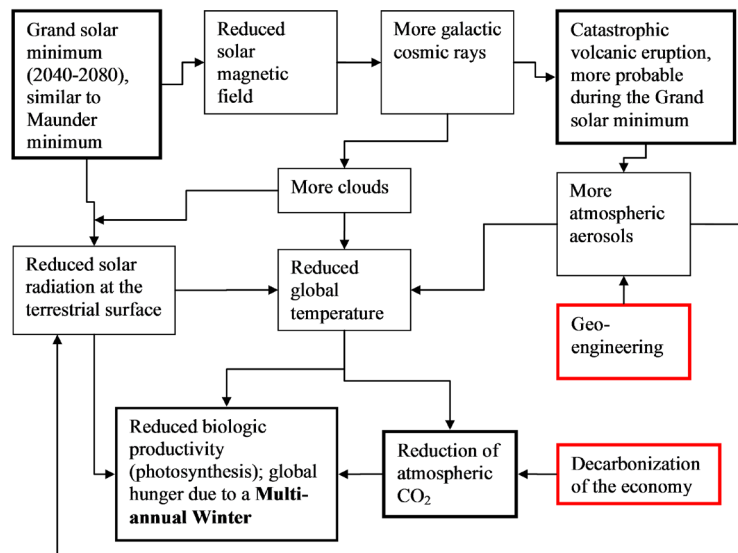 Grand solar
minimum
(2040-2080),
similar to
Maunder
minimum
Reduced
solar
magnetic
field
More galactic
cosmic rays
Catastrophic
volcanic eruption,
more probable
during the Grand
solar minimum
More clouds
More
atmospheric
aerosols
Reduced solar
radiation at the
terrestrial surface
Reduced
global
temperature
Geo-
engineering
Reduced biologic
productivity
(photosynthesis); global
hunger due to a Multi-
annual Winter
Reduction of
atmospheric
CO₂
Decarbonization
of the economy